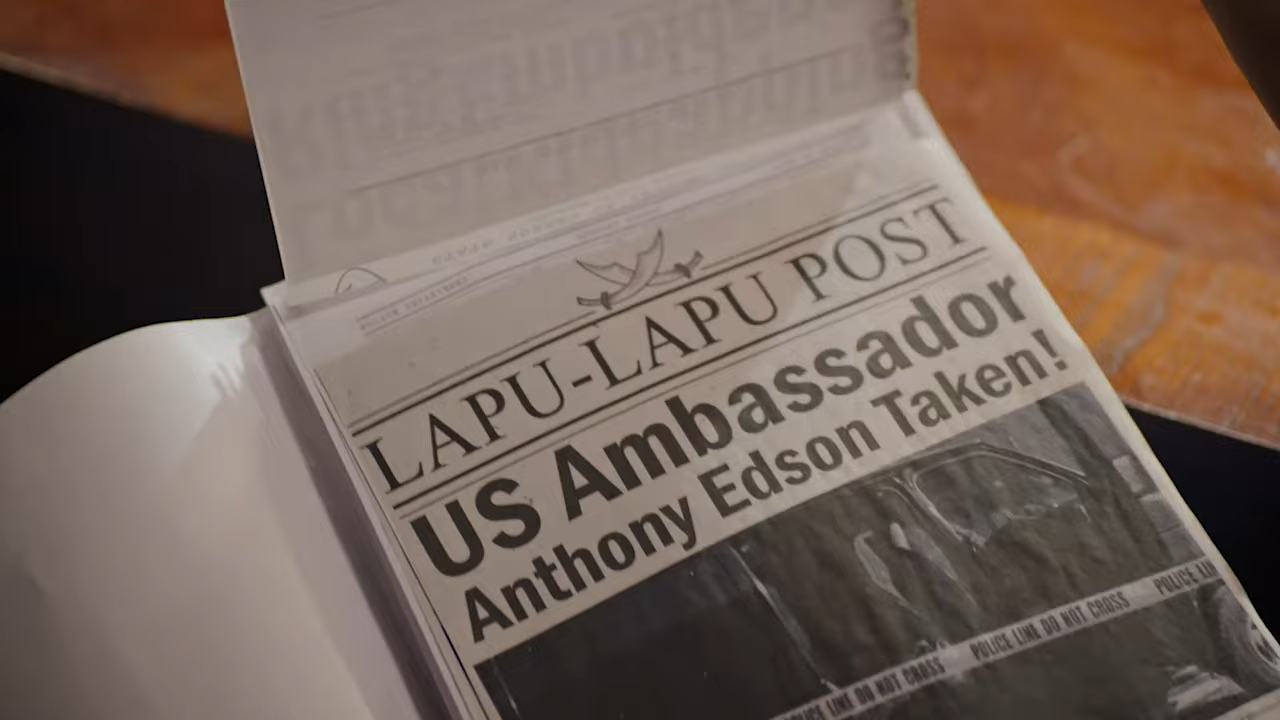 LAPU-LAPU POST
US Ambassador
Anthony Edson Taken!
POLICE LINE DO NOT CROSS POLICE LINE DO NOT CROSS POLICE LIN